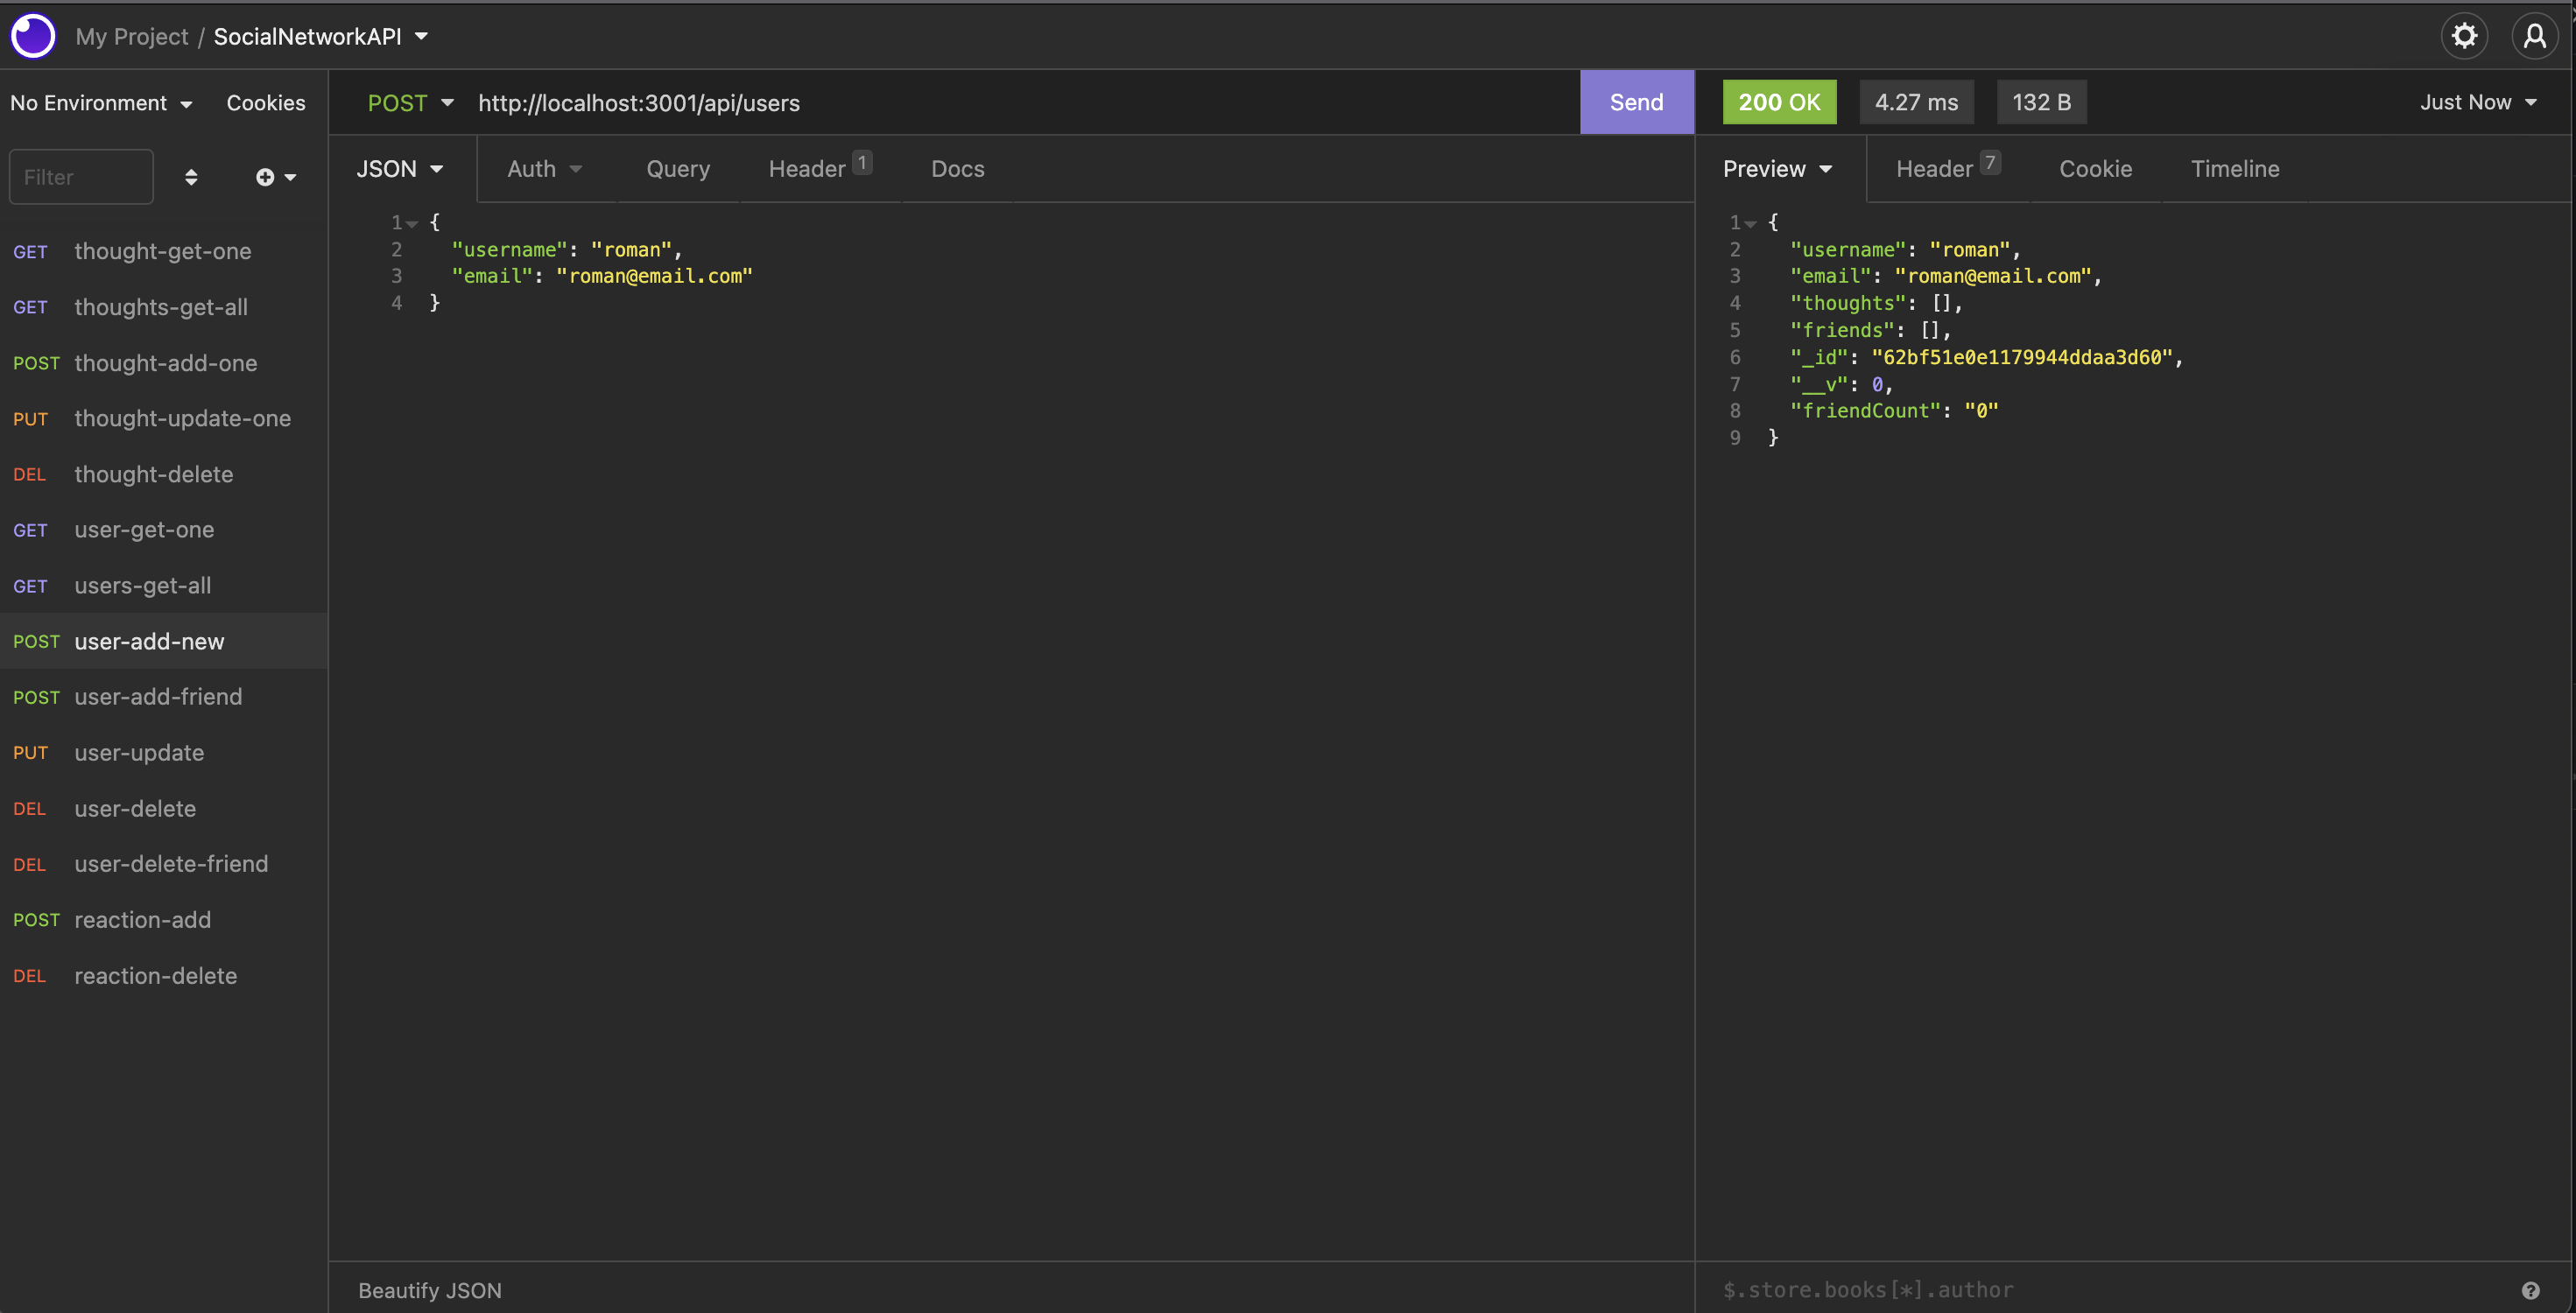 My Project / SocialNetworkAPI
No Environment
Cookies
Filter
GET thought-get-one
GET thoughts-get-all
POST thought-add-one
PUT thought-update-one
DEL thought-delete
GET user-get-one
GET users-get-all
POST user-add-new
POST user-add-friend
PUT user-update
DEL user-delete
DEL user-delete-friend
POST reaction-add
DEL reaction-delete
POST http://localhost:3001/api/users Send
JSON Auth Query Header 1 Docs
1 {
2 "username": "roman",
3 "email": "roman@email.com"
4 }
Beautify JSON
200 OK 4.27 ms 132 B Just Now
Preview Header 7 Cookie Timeline
1 {
2 "username": "roman",
3 "email": "roman@email.com",
4 "thoughts": [],
5 "friends": [],
6 "_id": "62bf51e0e1179944ddaa3d60",
7 "__v": 0,
8 "friendCount": "0"
9 }
$.store.books[*].author
?